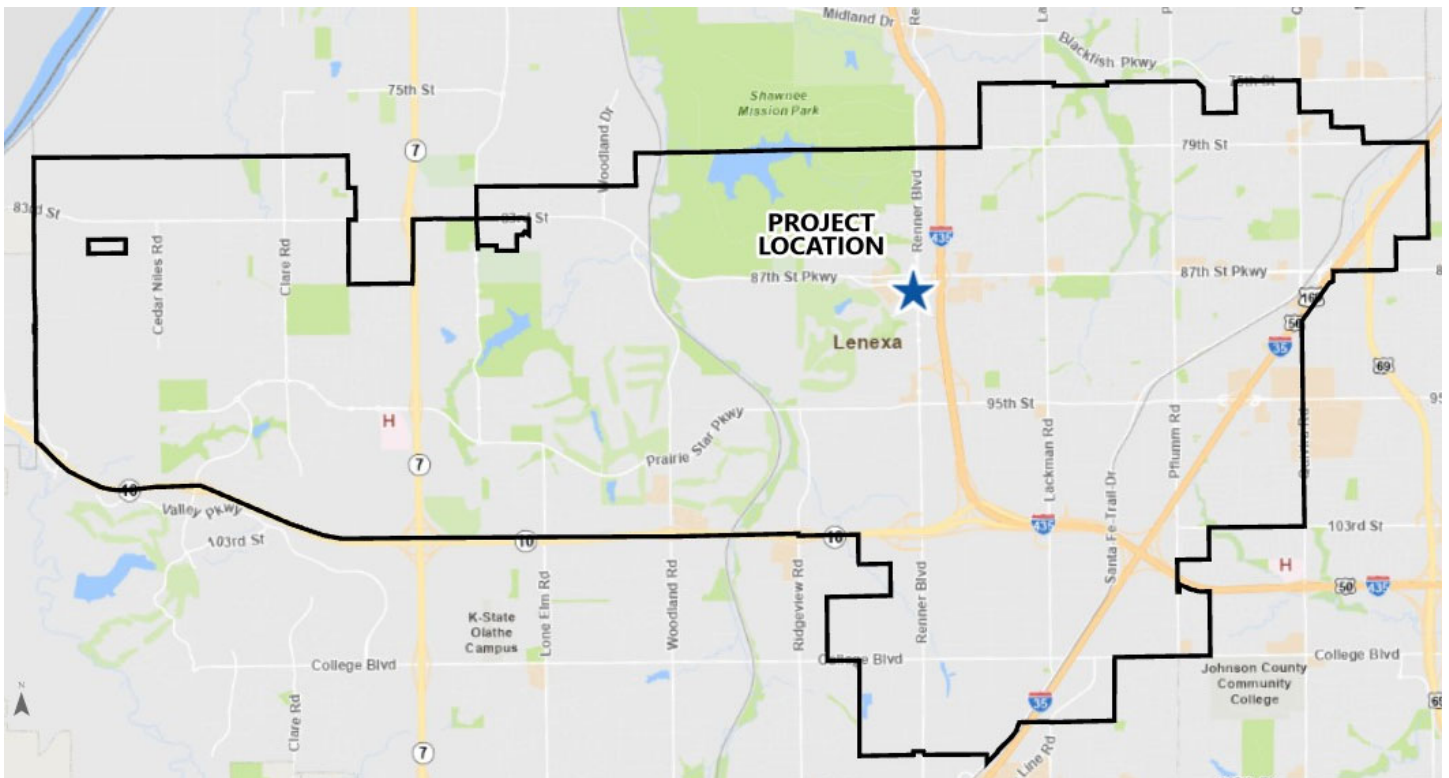 Midland Dr
Blackfish Pkwy
75th St
75th St
Shawnee
Mission Park
Woodland Dr
7
79th St
83rd St
83rd St
PROJECT
LOCATION
Renner Blvd
435
Cedar Niles Rd
Clare Rd
87th St Pkwy
87th St Pkwy
Lenexa
35
69
95th St
H
Prairie Star Pkwy
7
Lackman Rd
Pflumm Rd
Santa Fe Trail Dr
10
Valley Pkwy
103rd St
10
10
435
103rd St
H
50
435
Lone Elm Rd
Woodland Rd
Ridgeview Rd
Renner Blvd
K-State
Olathe
Campus
College Blvd
College Blvd
College Blvd
Johnson County
Community
College
Clare Rd
35
7
N